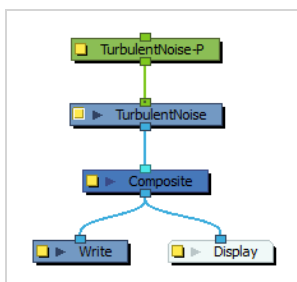 TurbulentNoise-P
TurbulentNoise
Composite
Write
Display